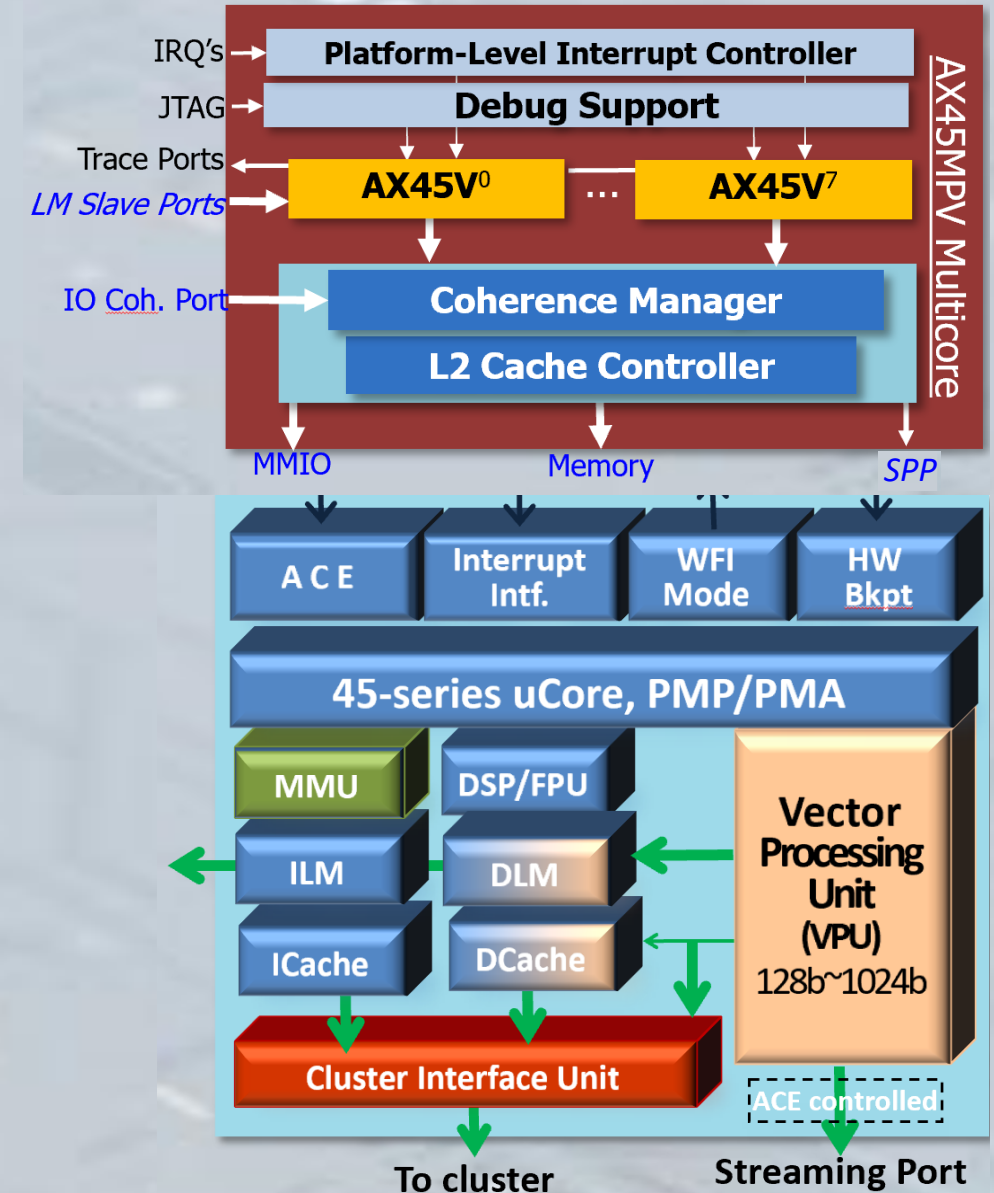 IRQ's
Platform-Level Interrupt Controller
JTAG
Debug Support
Trace Ports
LM Slave Ports
AX45V0
...
AX45V7
IO Coh. Port
Coherence Manager
L2 Cache Controller
AX45MPV Multicore
MMIO
Memory
SPP
A C E
Interrupt
Intf.
WFI
Mode
HW
Bkpt
45-series uCore, PMP/PMA
MMU
DSP/FPU
ILM
DLM
ICache
DCache
Vector
Processing
Unit
(VPU)
128b~1024b
Cluster Interface Unit
ACE controlled
To cluster
Streaming Port